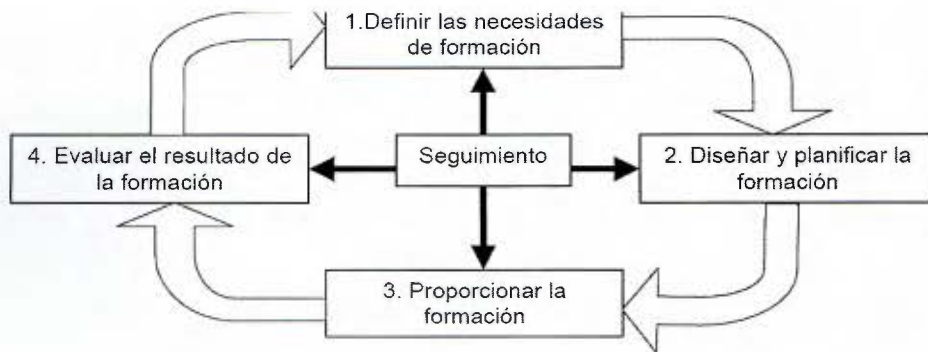 1.Definir las necesidades
de formación
4. Evaluar el resultado de
la formación
Seguimiento
2. Diseñar y planificar la
formación
3. Proporcionar la
formación